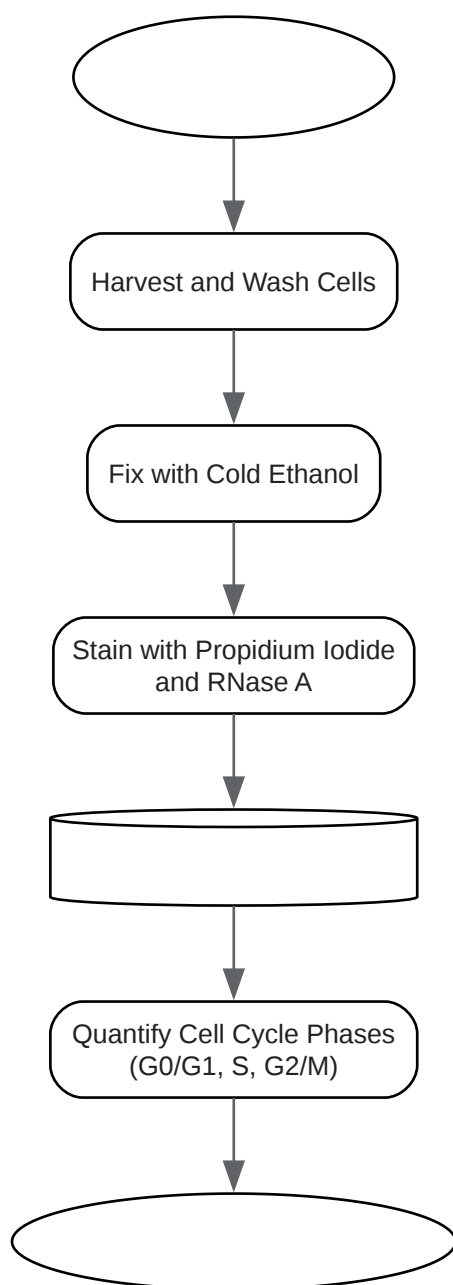 Harvest and Wash Cells
Fix with Cold Ethanol
Stain with Propidium Iodide
and RNase A
Quantify Cell Cycle Phases
(G0/G1, S, G2/M)